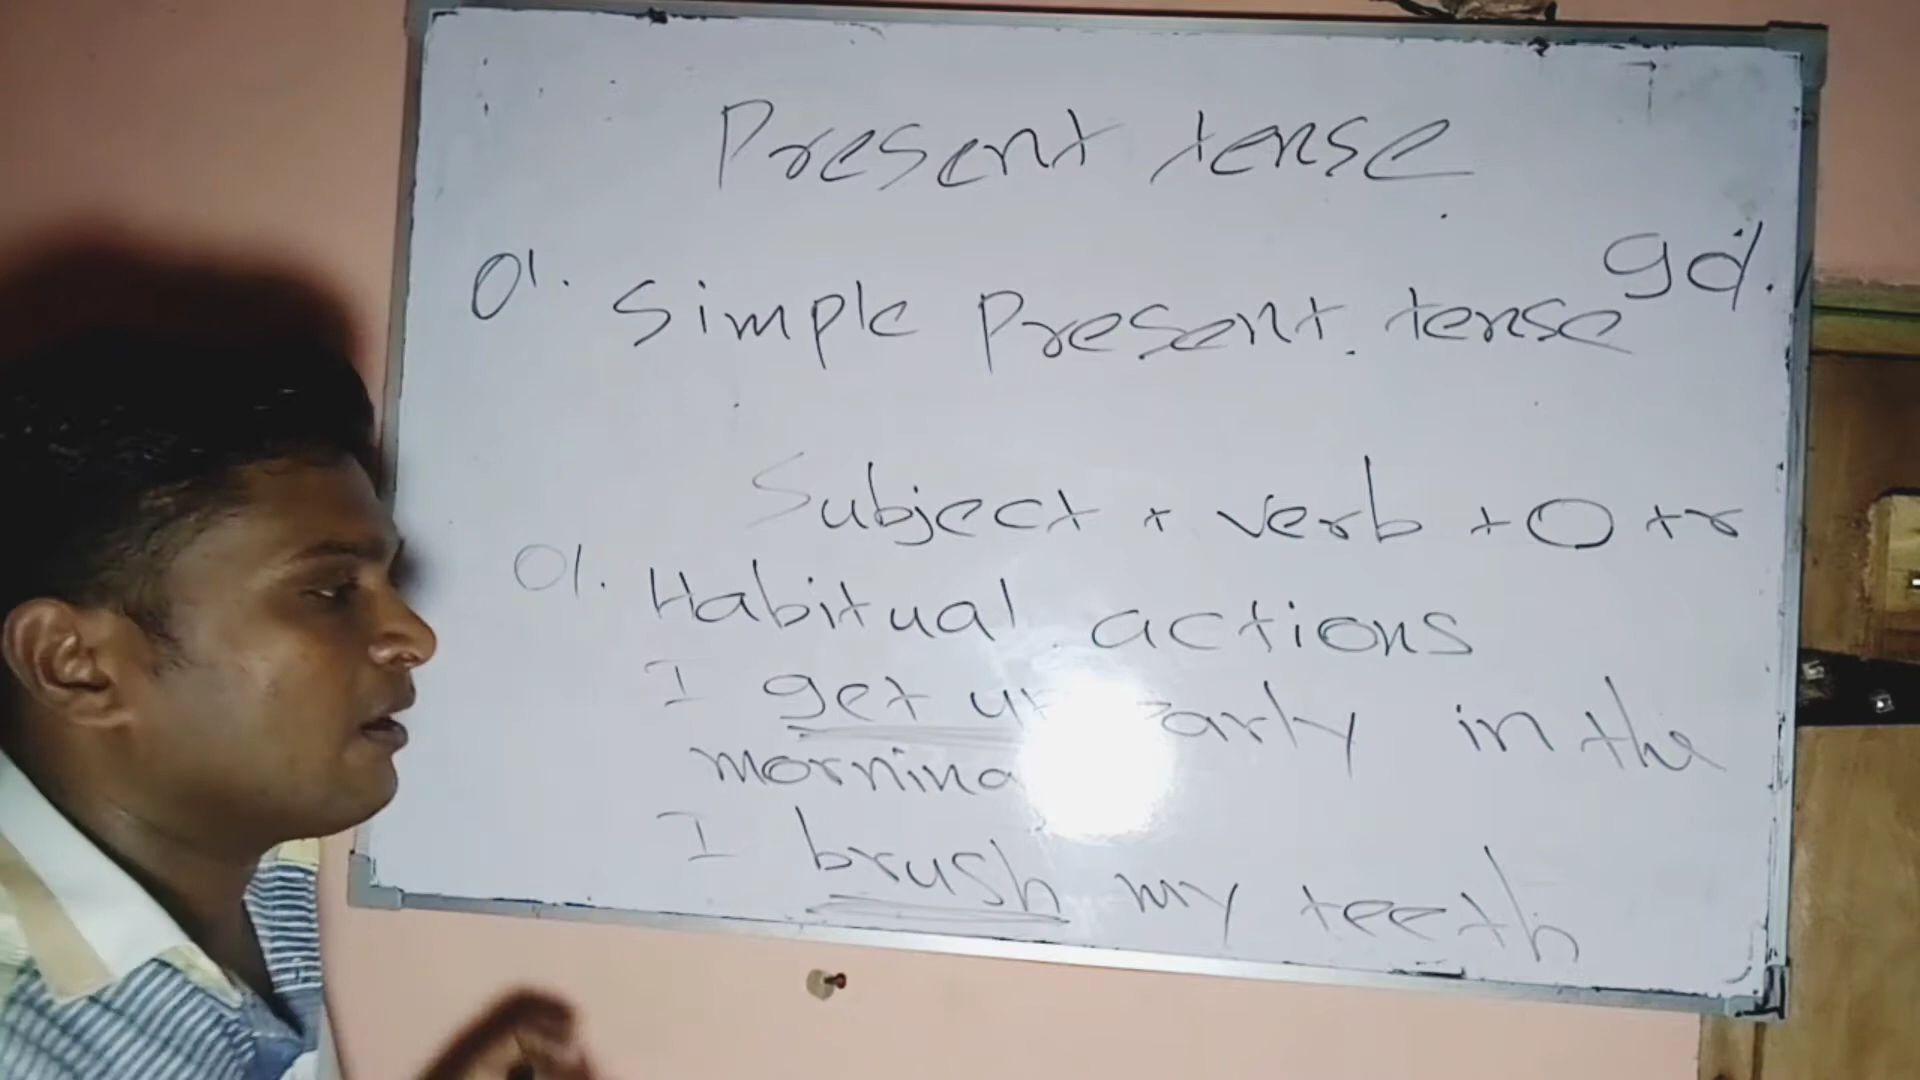 Present tense
01. Simple Present tense gd.
Subject + verb + O + r
01. Habitual actions
I get up early in the
morning
I brush my teeth